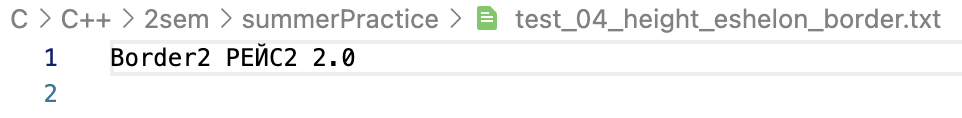 C > C++ > 2sem > summerPractice > test_04_height_eshelon_border.txt
1 Border2 РЕЙС2 2.0
2